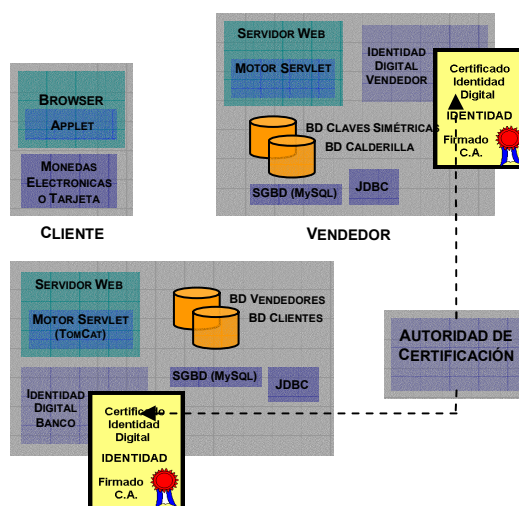 BROWSER
APPLET
MONEDAS
ELECTRONICAS
O TARJETA
CLIENTE
SERVIDOR WEB
MOTOR SERVLET
IDENTIDAD
DIGITAL
VENDEDOR
Certificado
Identidad
Digital
IDENTIDAD
Firmado
C.A.
BD CLAVES SIMÉTRICAS
BD CALDERILLA
SGBD (MySQL)
JDBC
VENDEDOR
SERVIDOR WEB
MOTOR SERVLET
(TOMCAT)
BD VENDEDORES
BD CLIENTES
SGBD (MySQL)
JDBC
IDENTIDAD
DIGITAL
BANCO
Certificado
Identidad
Digital
IDENTIDAD
Firmado
C.A.
AUTORIDAD DE
CERTIFICACIÓN